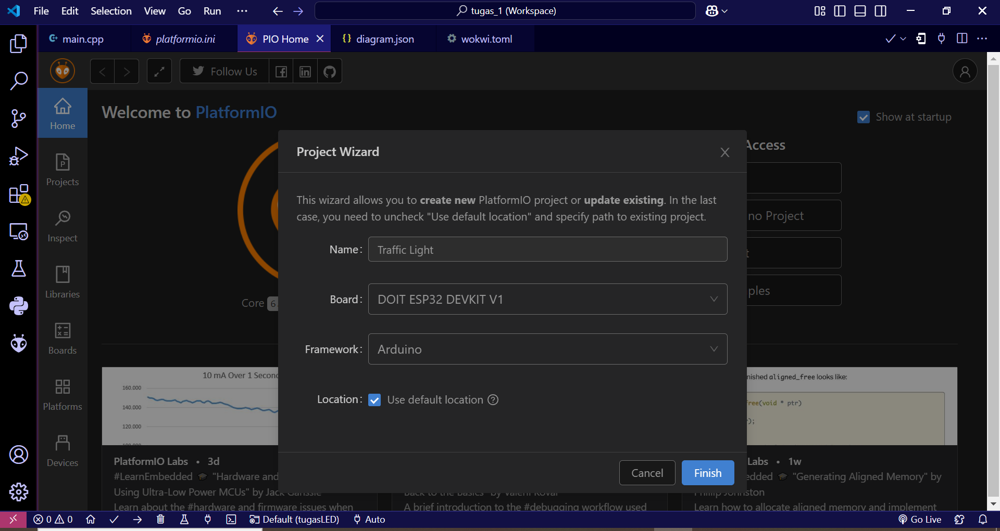 File Edit Selection View Go Run ··· tugas_1 (Workspace)
main.cpp platformio.ini PIO Home diagram.json wokwi.toml
Follow Us
Home
Projects
Inspect
Libraries
Boards
Platforms
Devices
Welcome to PlatformIO
Show at startup
Access
no Project
ples
Core 6
Project Wizard
This wizard allows you to create new PlatformIO project or update existing. In the last
case, you need to uncheck "Use default location" and specify path to existing project.
Name: Traffic Light
Board: DOIT ESP32 DEVKIT V1
Framework: Arduino
Location: Use default location
Cancel Finish
10 mA Over 1 Second
160.000
140.000
120.000
nished aligned_free looks like:
free(void * ptr)
);
PlatformIO Labs • 3d
#LearnEmbedded "Hardware and
Using Ultra-Low Power MCUs" by Jack Ganssle
Learn about the #hardware and firmware issues when
Back to the Basics" by Valerii Koval
A brief introduction to the #debugging workflow used
Labs • 1w
edded "Generating Aligned Memory" by
Phillip Johnston
Learn how to allocate aligned memory and implement
0 0 Default (tugasLED) Auto Go Live